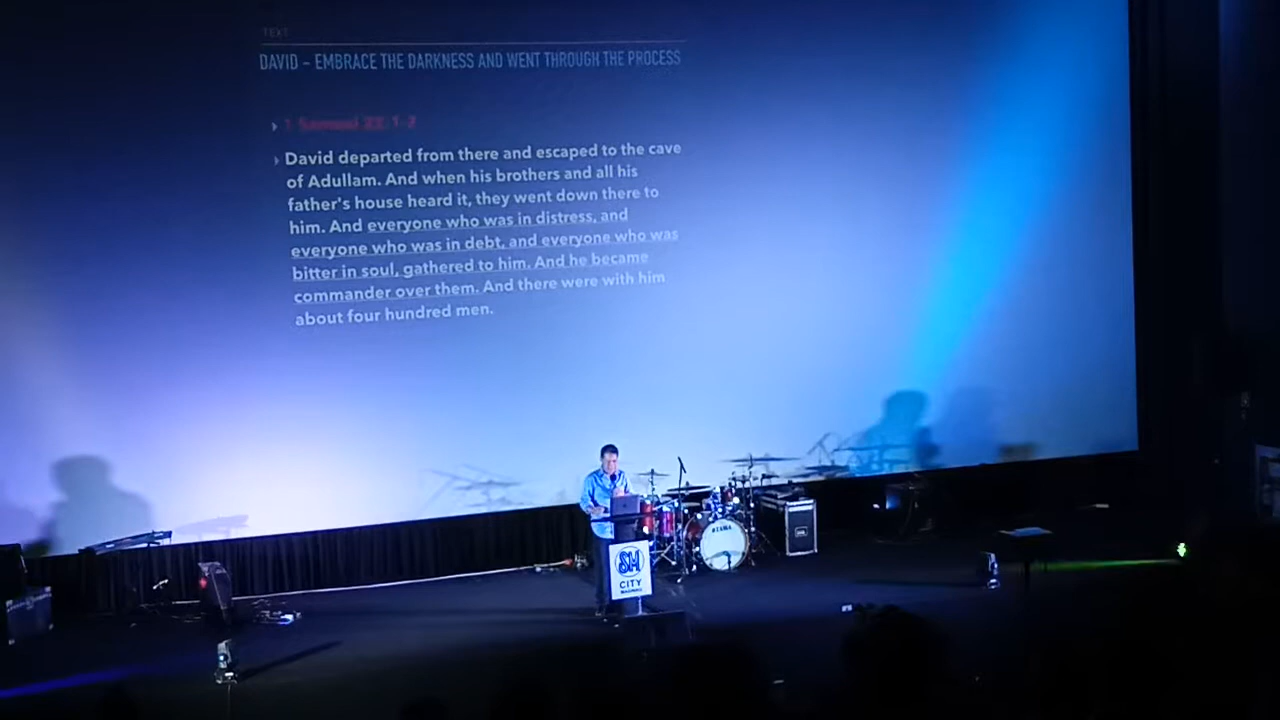 TEXT
DAVID – EMBRACE THE DARKNESS AND WENT THROUGH THE PROCESS
1 Samuel 22: 1-2
David departed from there and escaped to the cave
of Adullam. And when his brothers and all his
father's house heard it, they went down there to
him. And everyone who was in distress, and
everyone who was in debt, and everyone who was
bitter in soul, gathered to him. And he became
commander over them. And there were with him
about four hundred men.
TAMA
SM
CITY